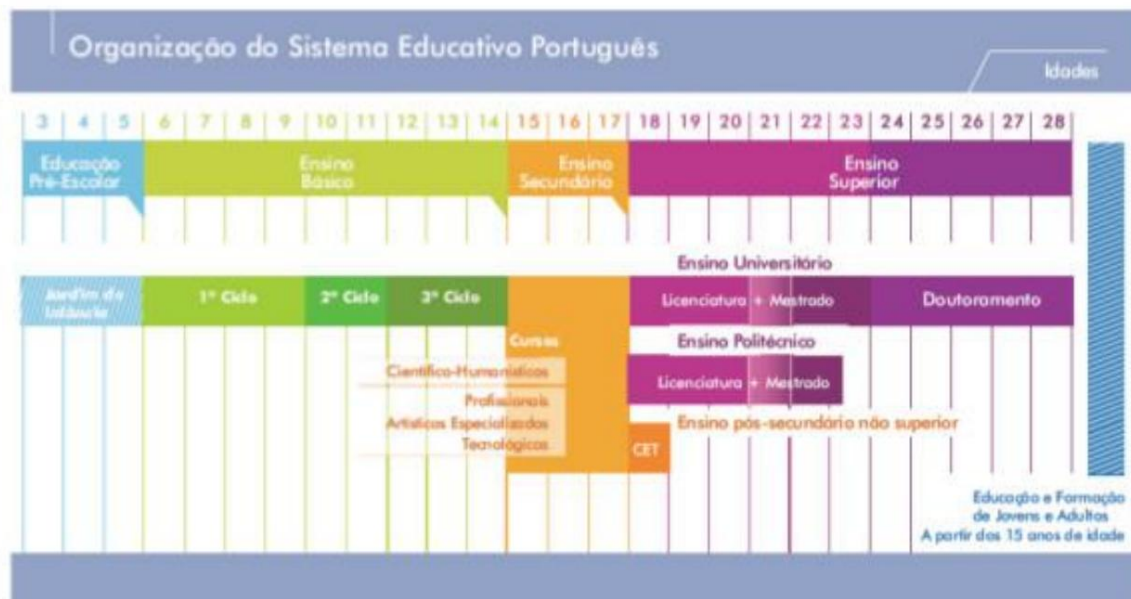 Organização do Sistema Educativo Português
Idades
3 4 5 6 7 8 9 10 11 12 13 14 15 16 17 18 19 20 21 22 23 24 25 26 27 28
Educação
Pré-Escolar
Ensino
Básico
Ensino
Secundário
Ensino
Superior
Ensino Universitário
Jardim de
Infância
1º Ciclo
2º Ciclo
3º Ciclo
Licenciatura + Mestrado
Doutoramento
Cursos
Ensino Politécnico
Científico-Humanísticos
Licenciatura + Mestrado
Profissionais
Artísticos Especializados
Tecnológicos
Ensino pós-secundário não superior
CET
Educação e Formação
de Jovens e Adultos
A partir dos 15 anos de idade